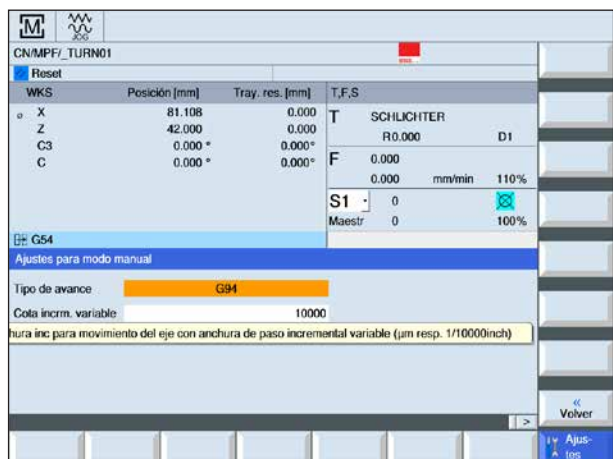 M JOG
CN/MPF/_TURN01
Reset
WKS Posición [mm] Tray. res. [mm] T,F,S
X 81.108 0.000 T SCHLICHTER
Z 42.000 0.000 R0.000 D1
C3 0.000 ° 0.000° F 0.000
C 0.000 ° 0.000° 0.000 mm/min 110%
S1 0
Maestr 0 100%
G54
Ajustes para modo manual
Tipo de avance G94
Cota incrm. variable 10000
hura inc para movimiento del eje con anchura de paso incremental variable (µm resp. 1/10000inch)
«
Volver
>
Ajus-
tes